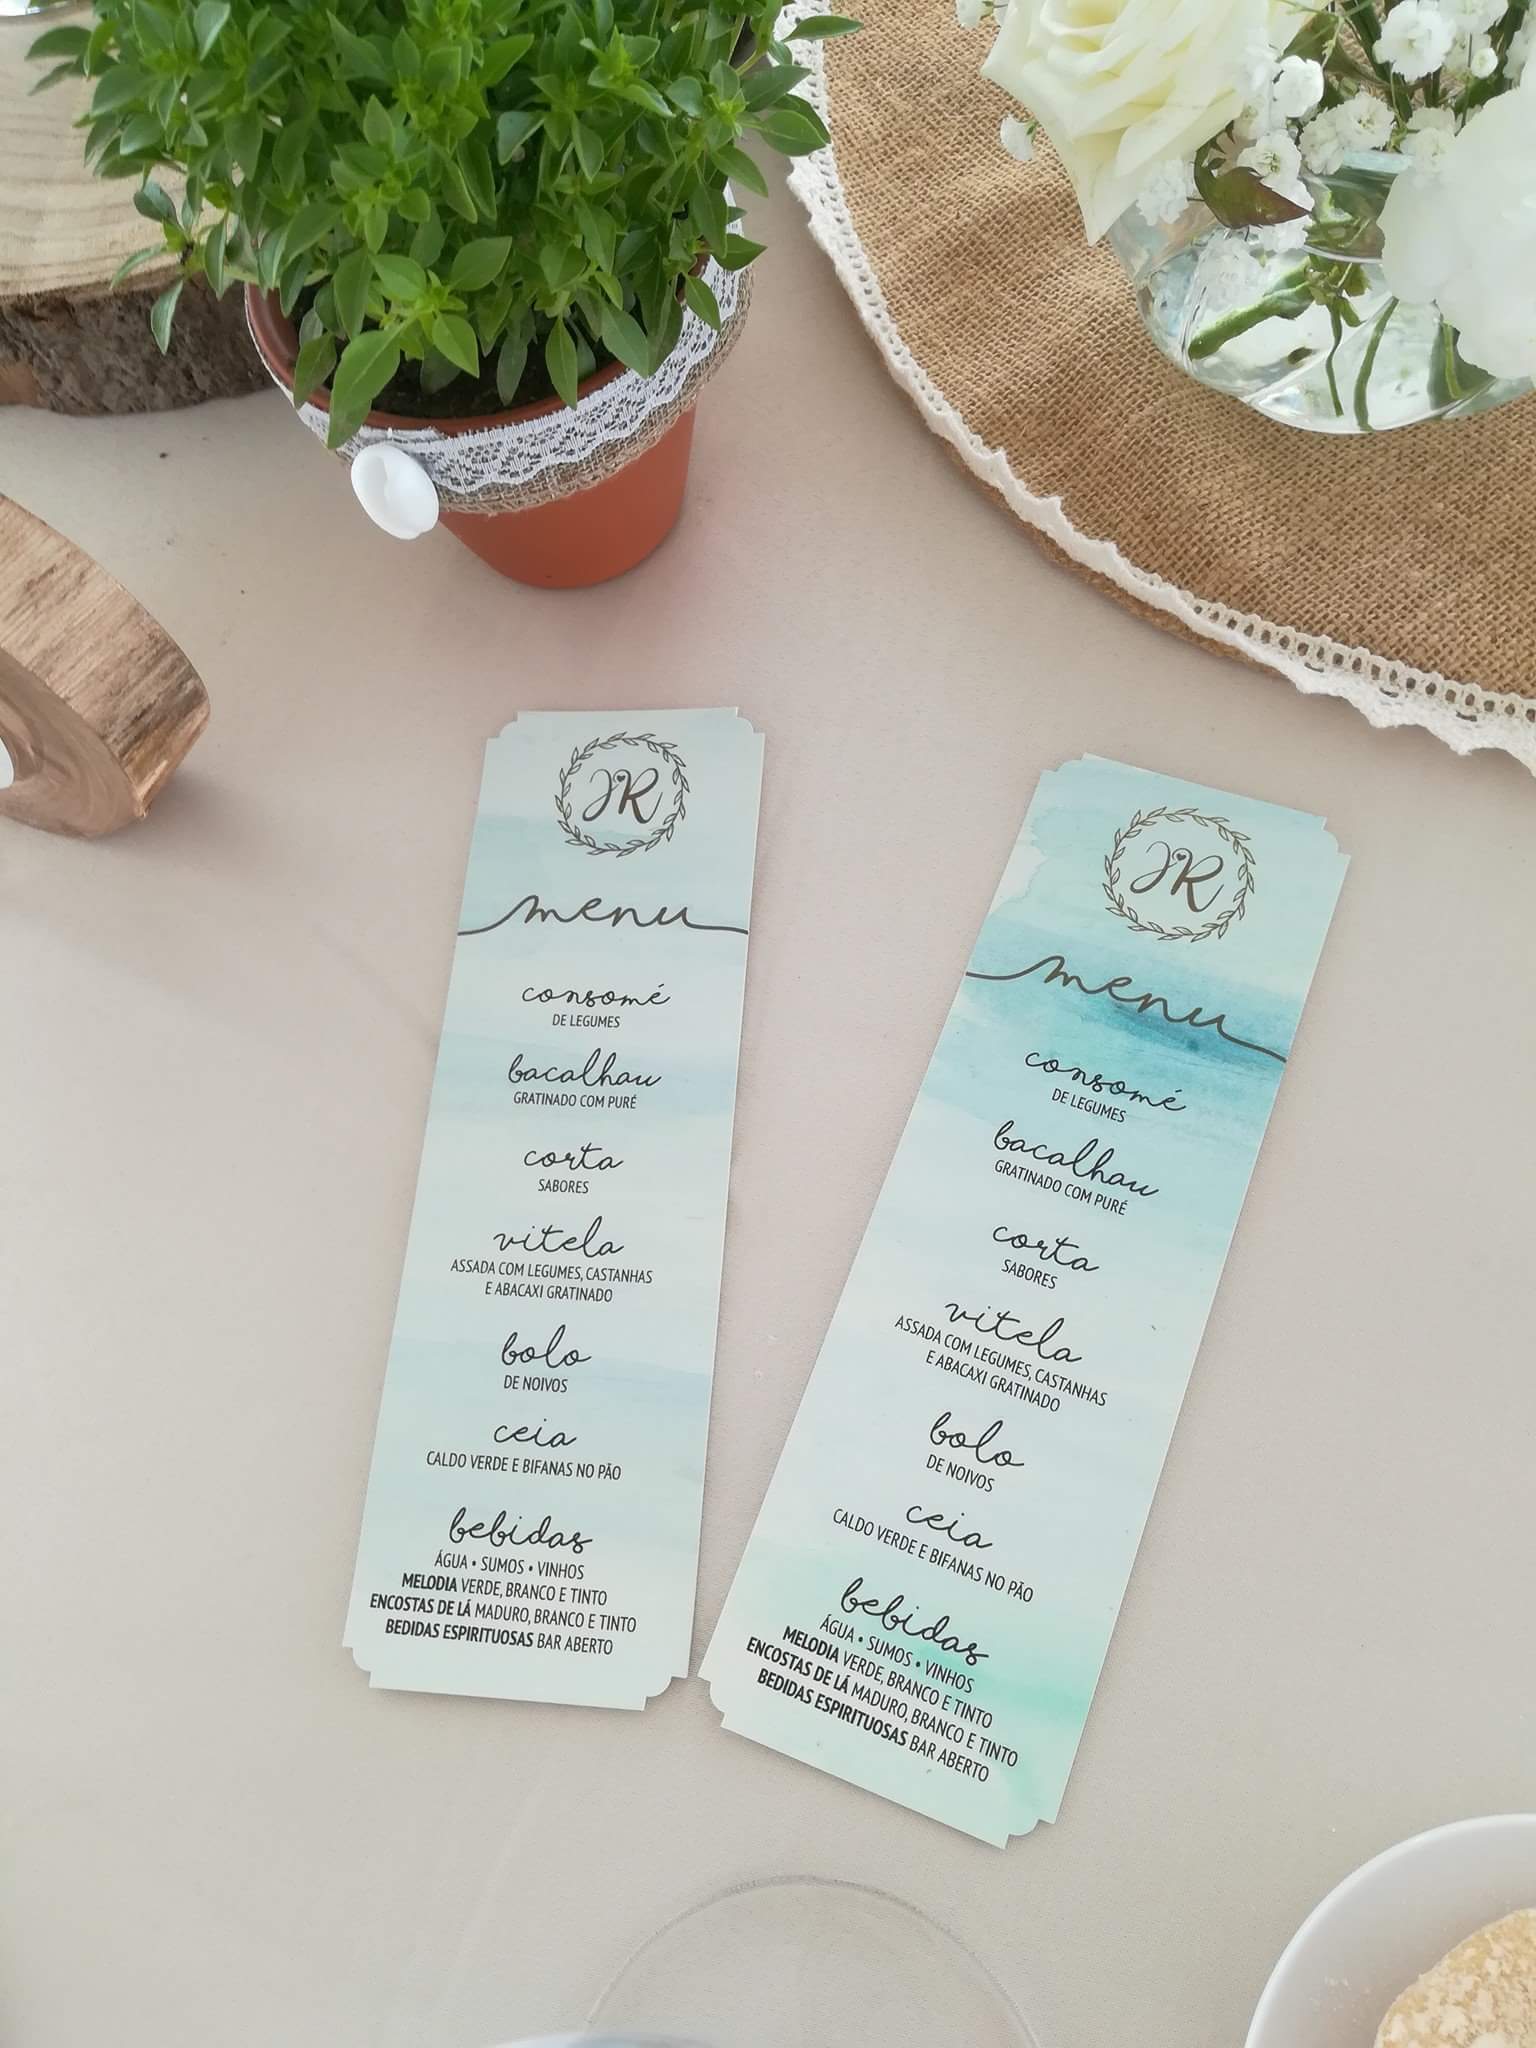 JR
menu
consomé
DE LEGUMES
bacalhau
GRATINADO COM PURÉ
corta
SABORES
vitela
ASSADA COM LEGUMES, CASTANHAS
E ABACAXI GRATINADO
bolo
DE NOIVOS
ceia
CALDO VERDE E BIFANAS NO PÃO
bebidas
ÁGUA • SUMOS • VINHOS
MELODIA VERDE, BRANCO E TINTO
ENCOSTAS DE LÁ MADURO, BRANCO E TINTO
BEDIDAS ESPIRITUOSAS BAR ABERTO
JR
menu
consomé
DE LEGUMES
bacalhau
GRATINADO COM PURÉ
corta
SABORES
vitela
ASSADA COM LEGUMES, CASTANHAS
E ABACAXI GRATINADO
bolo
DE NOIVOS
ceia
CALDO VERDE E BIFANAS NO PÃO
bebidas
ÁGUA • SUMOS • VINHOS
MELODIA VERDE, BRANCO E TINTO
ENCOSTAS DE LÁ MADURO, BRANCO E TINTO
BEDIDAS ESPIRITUOSAS BAR ABERTO